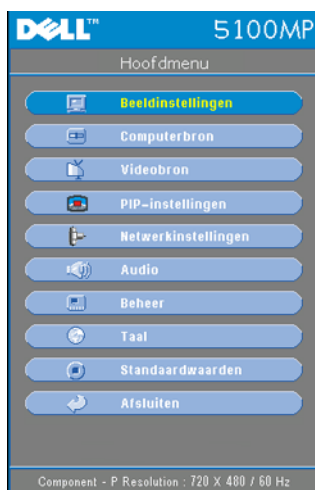 DELL™ 5100MP
Hoofdmenu
Beeldinstellingen
Computerbron
Videobron
PIP-instellingen
Netwerkinstellingen
Audio
Beheer
Taal
Standaardwaarden
Afsluiten
Component - P Resolution : 720 X 480 / 60 Hz